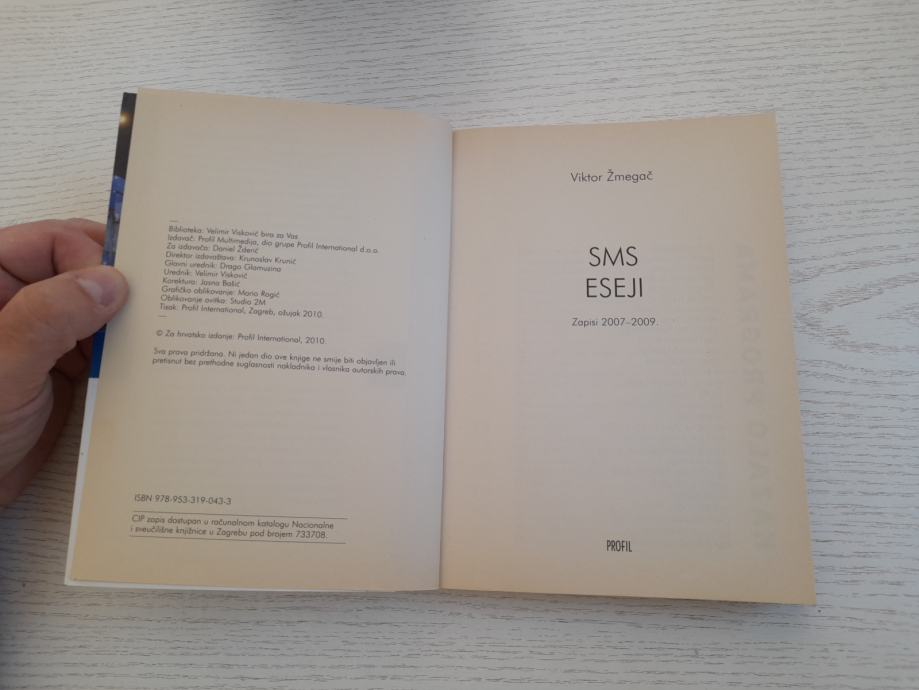 Biblioteka: Velimir Visković bira za Vas
Izdavač: Profil Multimedija, dio grupe Profil International d.o.o.
Za izdavača: Daniel Žderić
Direktor izdavaštva: Krunoslav Krunić
Glavni urednik: Drago Glamuzina
Urednik: Velimir Visković
Korektura: Jasna Bašić
Grafičko oblikovanje: Mario Rogić
Oblikovanje ovitka: Studio 2M
Tisak: Profil International, Zagreb, ožujak 2010.
© Za hrvatsko izdanje: Profil International, 2010.
Sva prava pridržana. Ni jedan dio ove knjige ne smije biti objavljen ili
pretisnut bez prethodne suglasnosti nakladnika i vlasnika autorskih prava.
ISBN 978-953-319-043-3
CIP zapis dostupan u računalnom katalogu Nacionalne
i sveučilišne knjižnice u Zagrebu pod brojem 733708.
Viktor Žmegač
SMS
ESEJI
Zapisi 2007–2009.
PROFIL